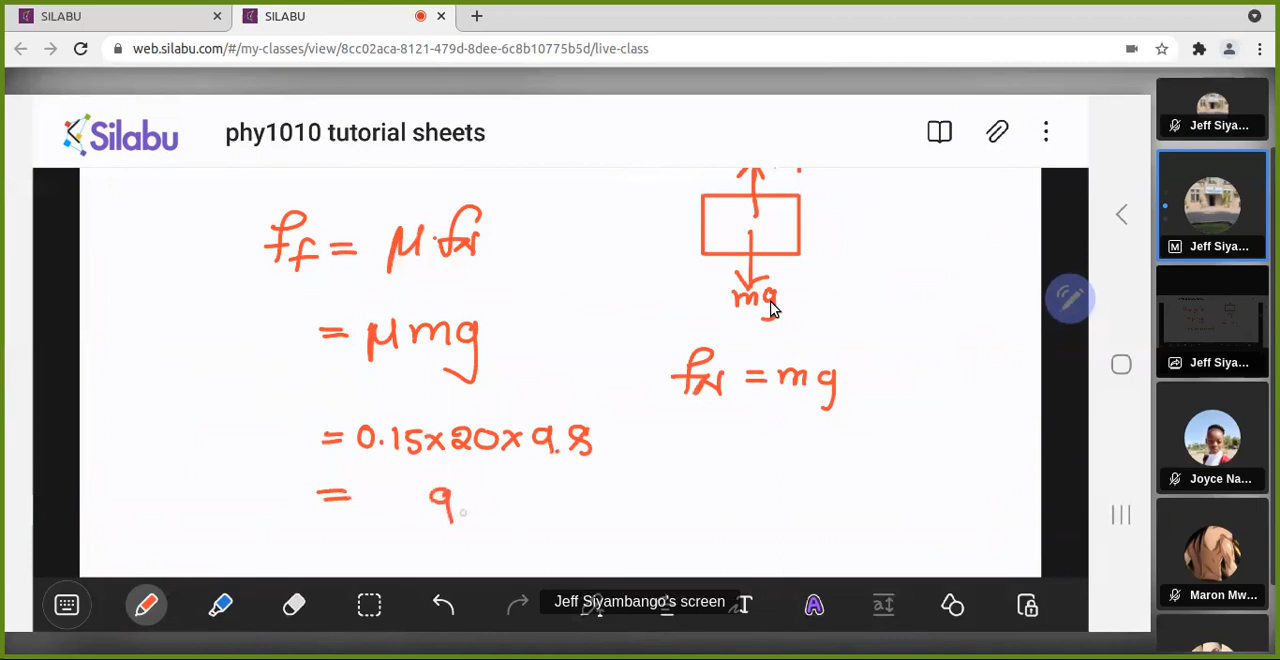 SILABU
SILABU
web.silabu.com/#/my-classes/view/8cc02aca-8121-479d-8dee-6c8b10775b5d/live-class
Silabu
phy1010 tutorial sheets
Ff = μ.FN
= μmg
= 0.15×20×9.8
= 9
mg
FN = mg
Jeff Siyambango's screen
T
A
Jeff Siya...
M Jeff Siya...
Jeff Siya...
Joyce Na...
Maron Mw...